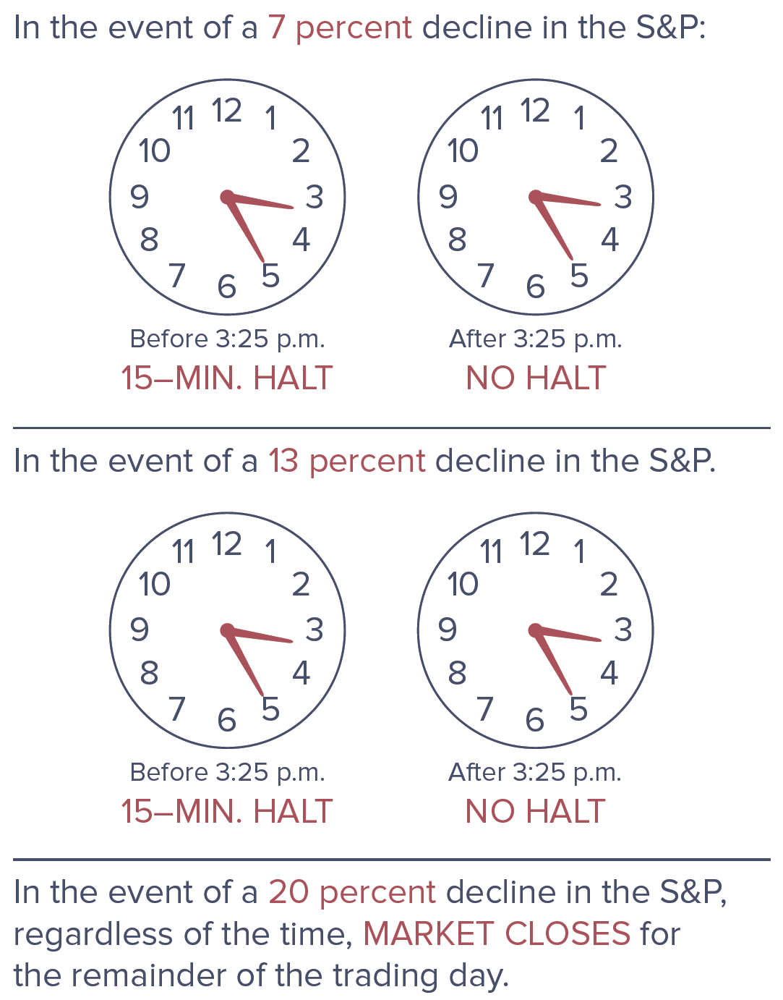 In the event of a 7 percent decline in the S&P:
11 12 1
10 2
9 3
8 4
7 6 5
11 12 1
10 2
9 3
8 4
7 6 5
Before 3:25 p.m.
15–MIN. HALT
After 3:25 p.m.
NO HALT
In the event of a 13 percent decline in the S&P.
11 12 1
10 2
9 3
8 4
7 6 5
11 12 1
10 2
9 3
8 4
7 6 5
Before 3:25 p.m.
15–MIN. HALT
After 3:25 p.m.
NO HALT
In the event of a 20 percent decline in the S&P,
regardless of the time, MARKET CLOSES for
the remainder of the trading day.